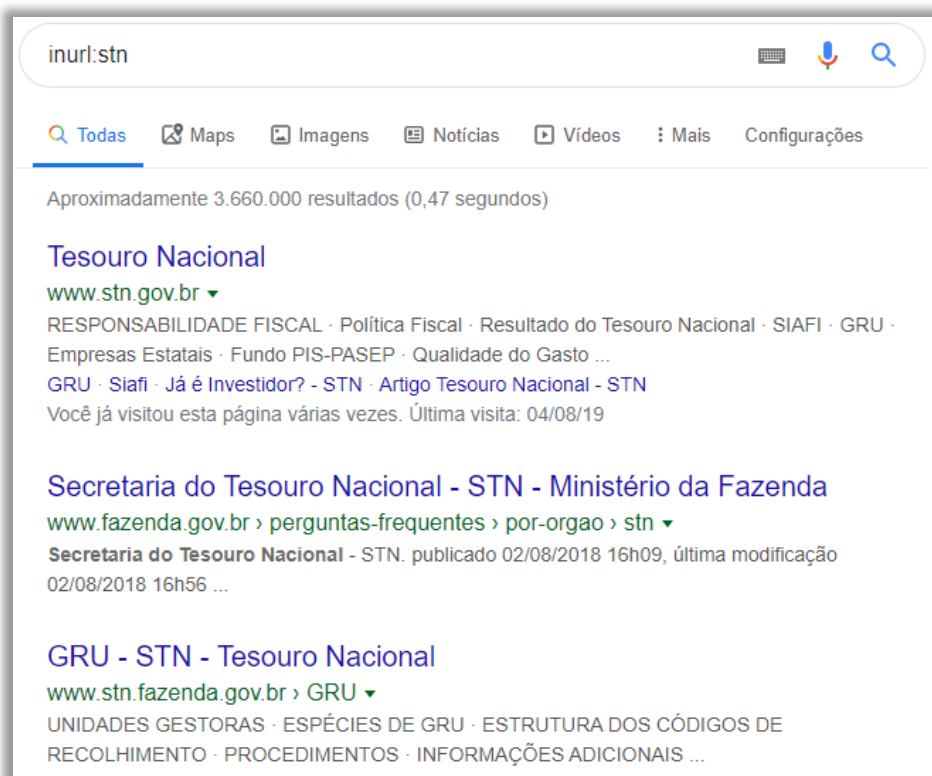 inurl:stn
Todas Maps Imagens Notícias Vídeos Mais Configurações
Aproximadamente 3.660.000 resultados (0,47 segundos)
Tesouro Nacional
www.stn.gov.br
RESPONSABILIDADE FISCAL · Política Fiscal · Resultado do Tesouro Nacional · SIAFI · GRU ·
Empresas Estatais · Fundo PIS-PASEP · Qualidade do Gasto ...
GRU · Siafi · Já é Investidor? - STN · Artigo Tesouro Nacional - STN
Você já visitou esta página várias vezes. Última visita: 04/08/19
Secretaria do Tesouro Nacional - STN - Ministério da Fazenda
www.fazenda.gov.br › perguntas-frequentes › por-orgao › stn
Secretaria do Tesouro Nacional - STN. publicado 02/08/2018 16h09, última modificação
02/08/2018 16h56 ...
GRU - STN - Tesouro Nacional
www.stn.fazenda.gov.br › GRU
UNIDADES GESTORAS · ESPÉCIES DE GRU · ESTRUTURA DOS CÓDIGOS DE
RECOLHIMENTO · PROCEDIMENTOS · INFORMAÇÕES ADICIONAIS ...